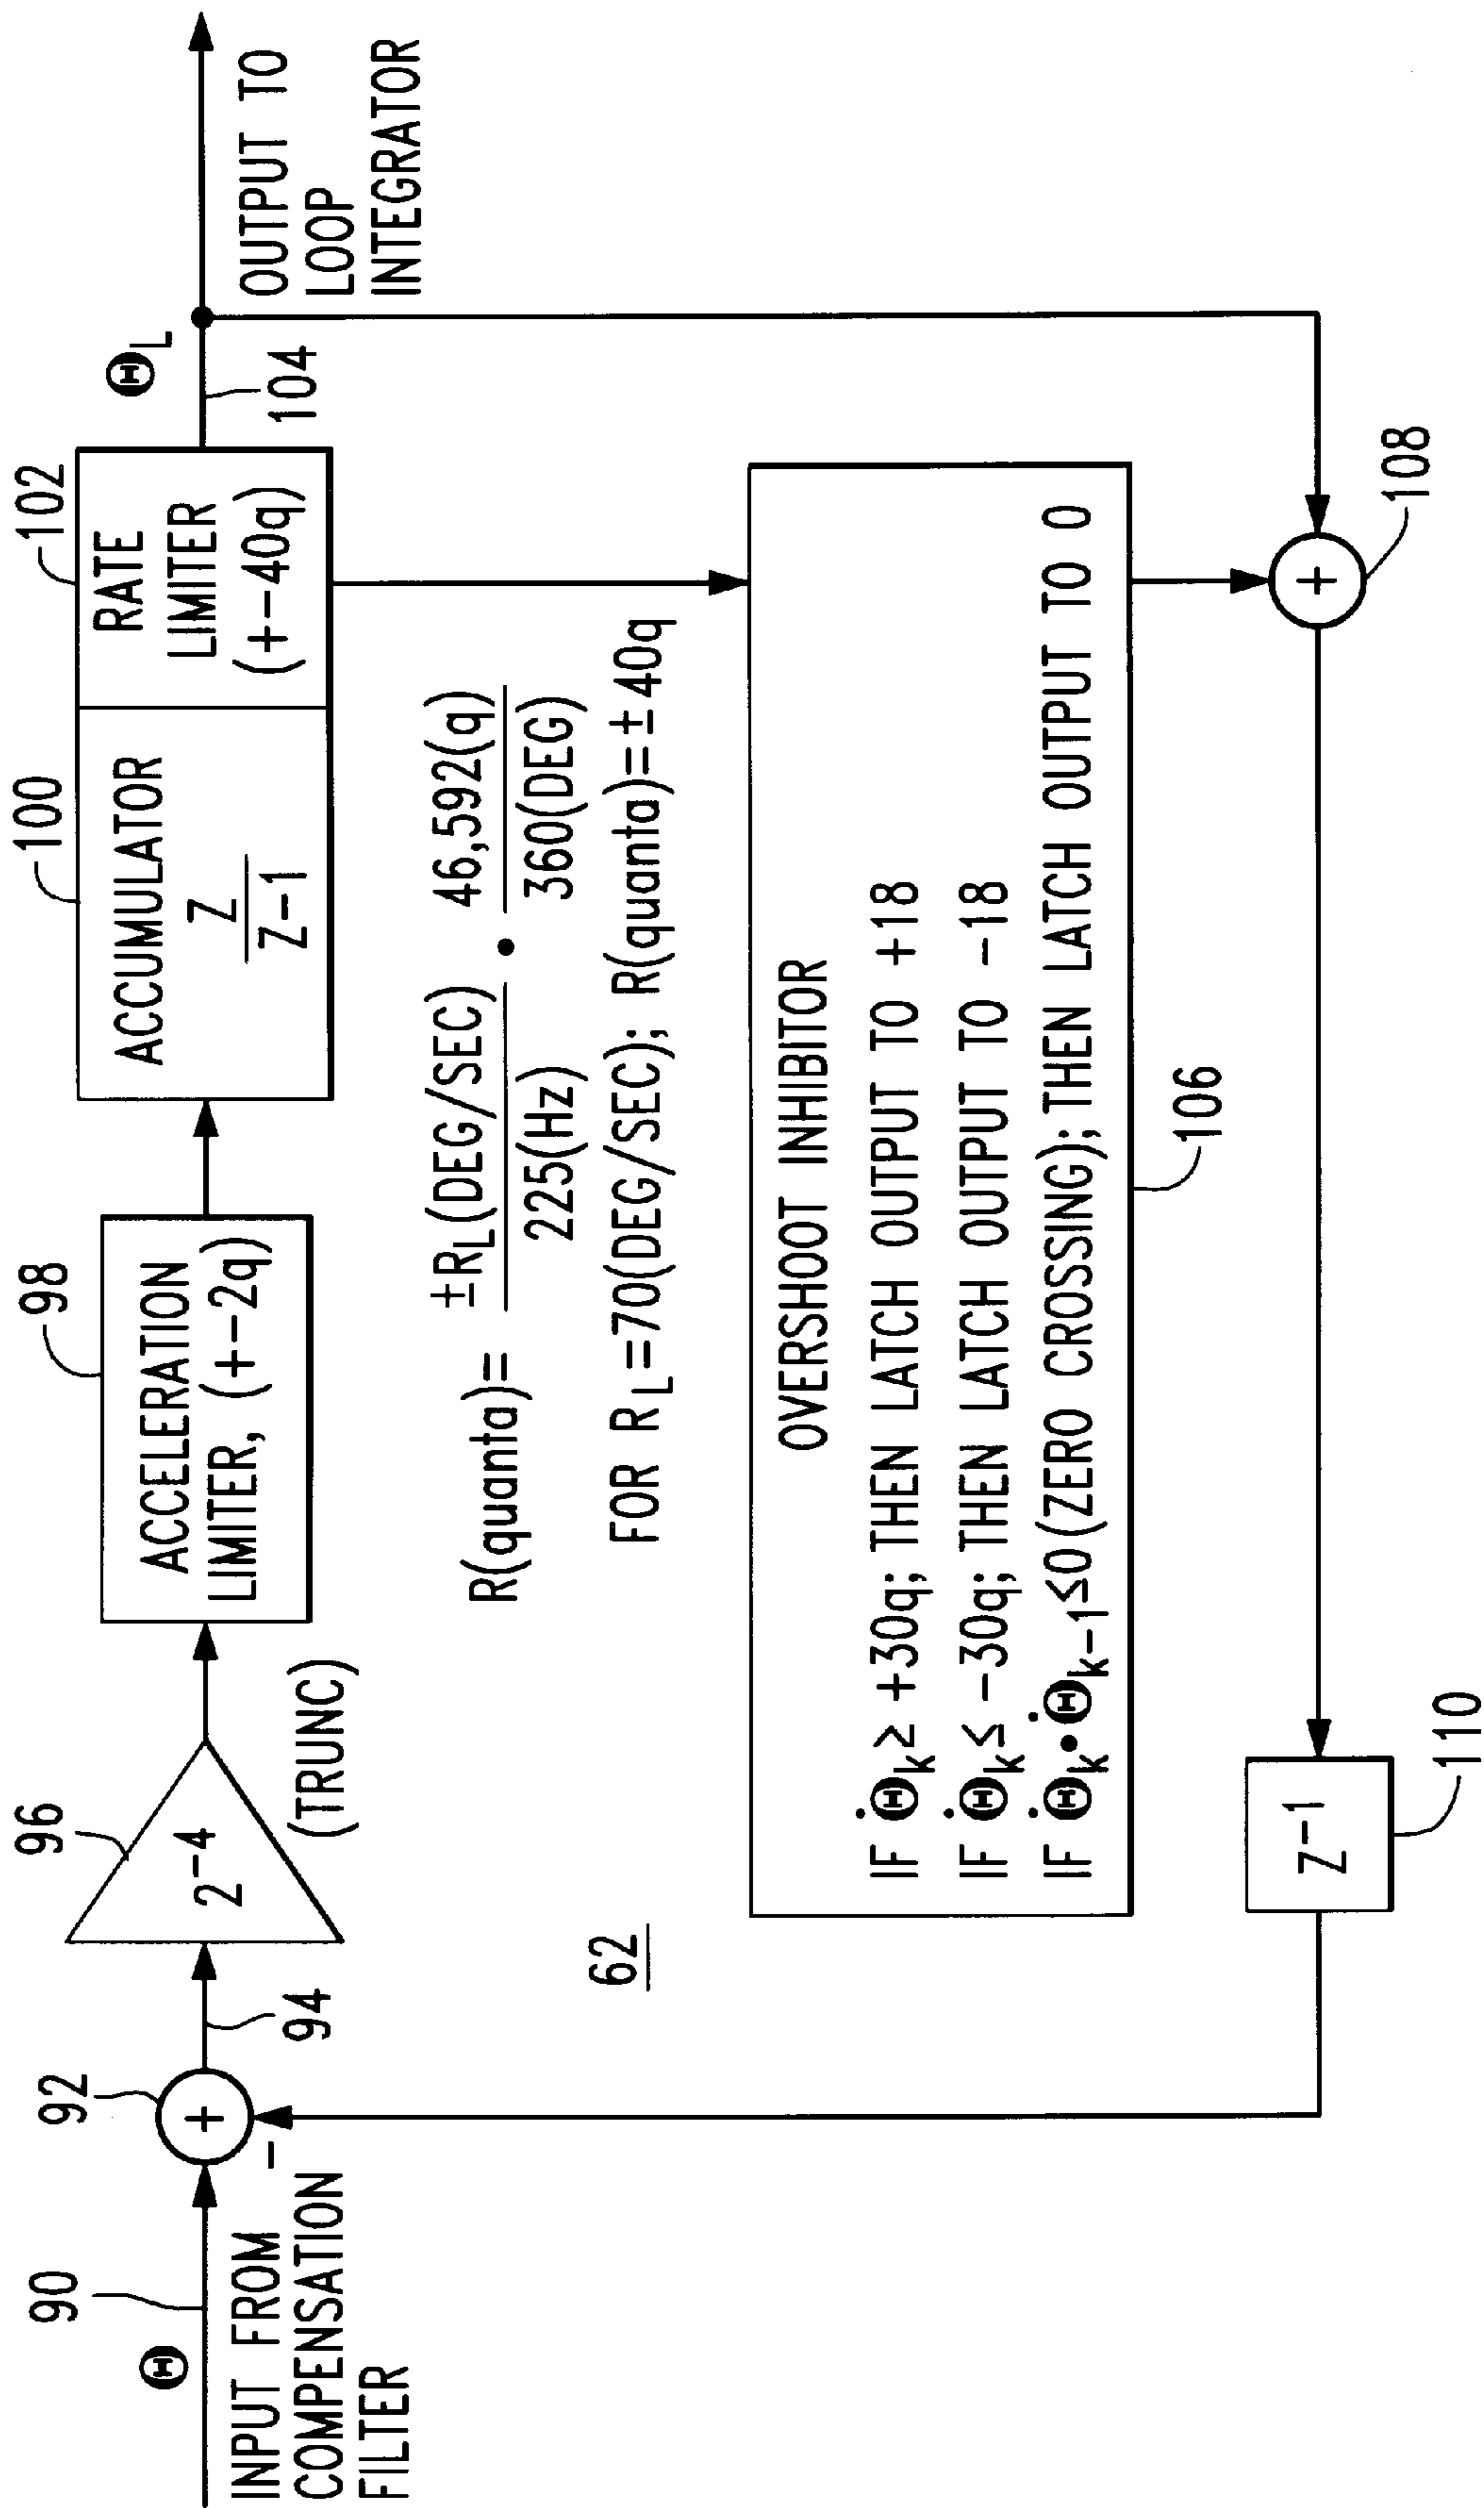 90
Θ
INPUT FROM
COMPENSATION
FILTER
92
+
−
94
96
2⁻⁴
(TRUNC)
98
ACCELERATION
LIMITER, (+−2q)
100
ACCUMULATOR
Z
Z−1
102
RATE
LIMITER
(+−40q)
Θ_L
104
OUTPUT TO
LOOP
INTEGRATOR
R(quanta)= ±R_L(DEG/SEC) / 225(Hz) • 46,592(q) / 360(DEG)
FOR R_L=70(DEG/SEC); R(quanta)=±40q
62
OVERSHOOT INHIBITOR
IF Θ̇_k ≥ +30q; THEN LATCH OUTPUT TO +18
IF Θ̇_k ≤ −30q; THEN LATCH OUTPUT TO −18
IF Θ̇_k•Θ̇_k−1≤0(ZERO CROSSING); THEN LATCH OUTPUT TO 0
106
+
108
Z⁻¹
110